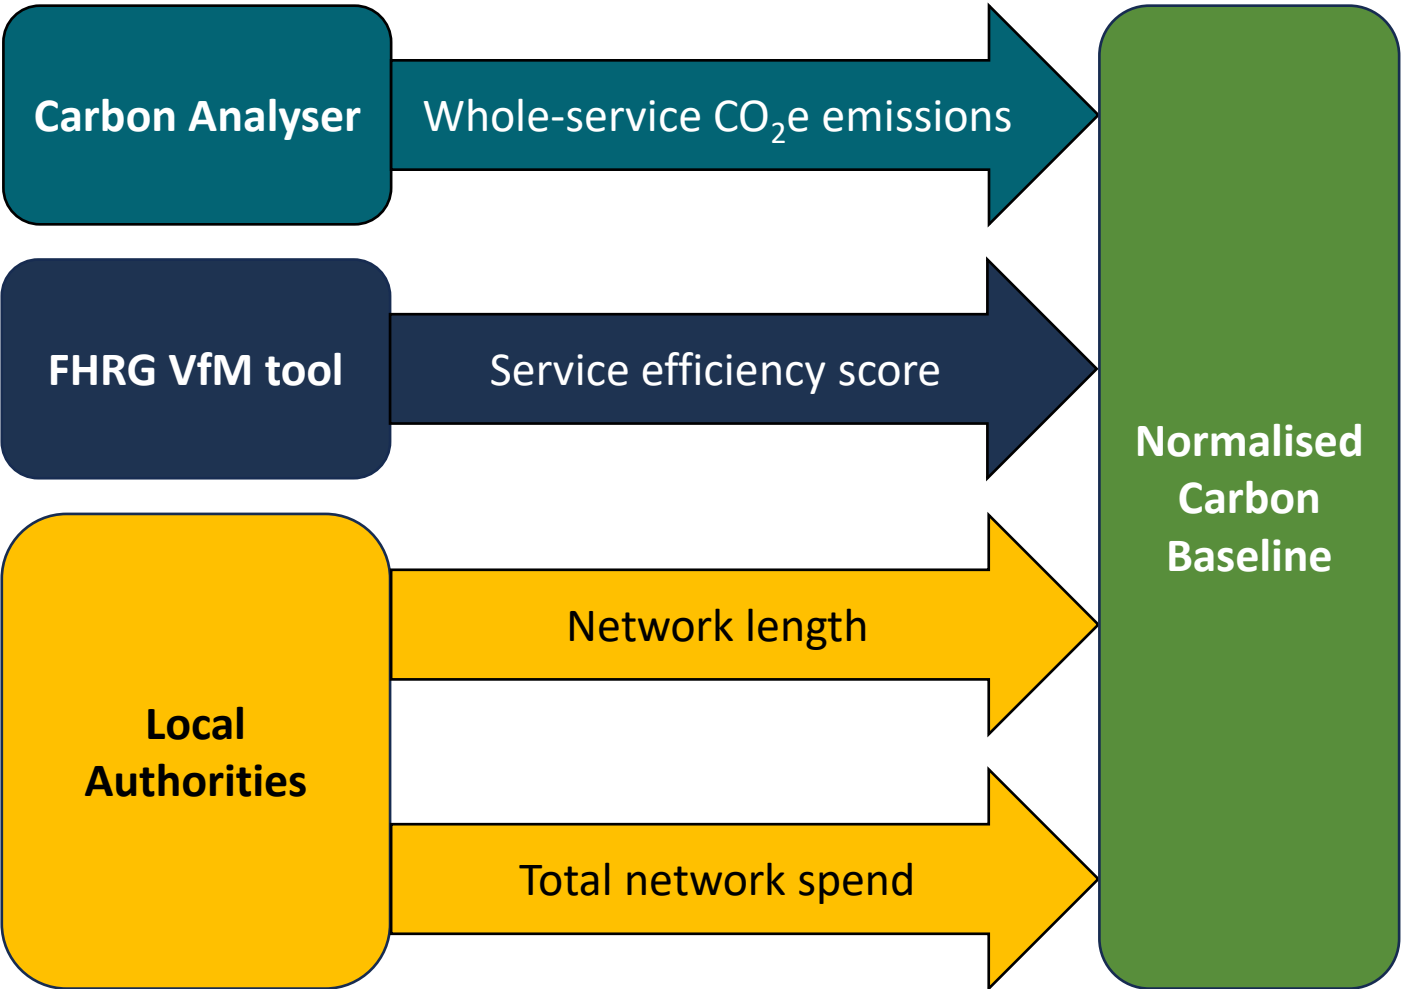 Carbon Analyser
Whole-service CO₂e emissions
FHRG VfM tool
Service efficiency score
Local
Authorities
Network length
Total network spend
Normalised
Carbon
Baseline